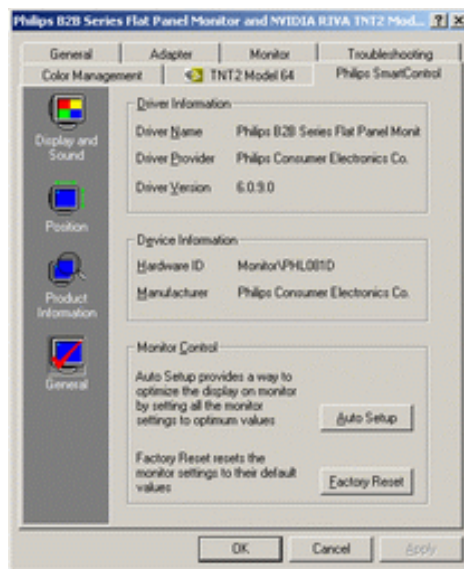 Philips B2B Series Flat Panel Monitor and NVIDIA RIVA TNT2 Mod...
General Adapter Monitor Troubleshooting
Color Management TNT2 Model 64 Philips SmartControl
Display and
Sound
Position
Product
Information
General
Driver Information
Driver Name Philips B2B Series Flat Panel Monit
Driver Provider Philips Consumer Electronics Co.
Driver Version 6.0.9.0
Device Information
Hardware ID Monitor\PHL081D
Manufacturer Philips Consumer Electronics Co.
Monitor Control
Auto Setup provides a way to
optimize the display on monitor
by setting all the monitor
settings to optimum values
Auto Setup
Factory Reset resets the
monitor settings to their default
values
Factory Reset
OK Cancel Apply